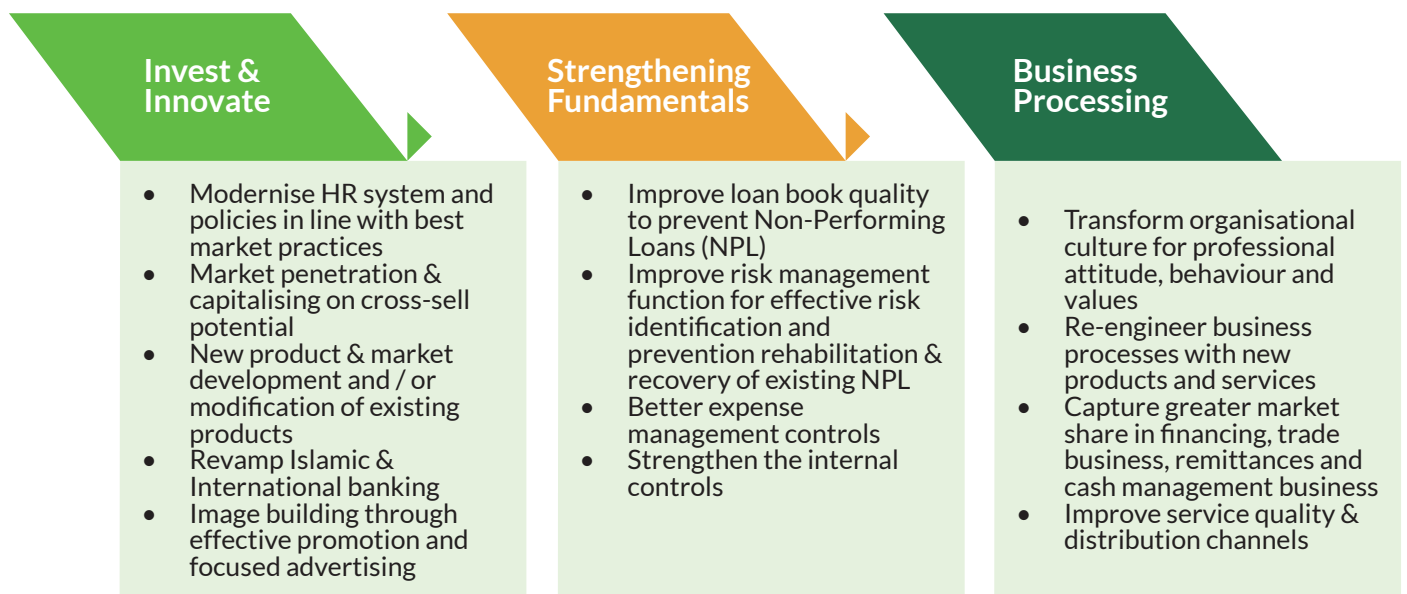 Invest &
Innovate
• Modernise HR system and
policies in line with best
market practices
• Market penetration &
capitalising on cross-sell
potential
• New product & market
development and / or
modification of existing
products
• Revamp Islamic &
International banking
• Image building through
effective promotion and
focused advertising
Strengthening
Fundamentals
• Improve loan book quality
to prevent Non-Performing
Loans (NPL)
• Improve risk management
function for effective risk
identification and
prevention rehabilitation &
recovery of existing NPL
• Better expense
management controls
• Strengthen the internal
controls
Business
Processing
• Transform organisational
culture for professional
attitude, behaviour and
values
• Re-engineer business
processes with new
products and services
• Capture greater market
share in financing, trade
business, remittances and
cash management business
• Improve service quality &
distribution channels